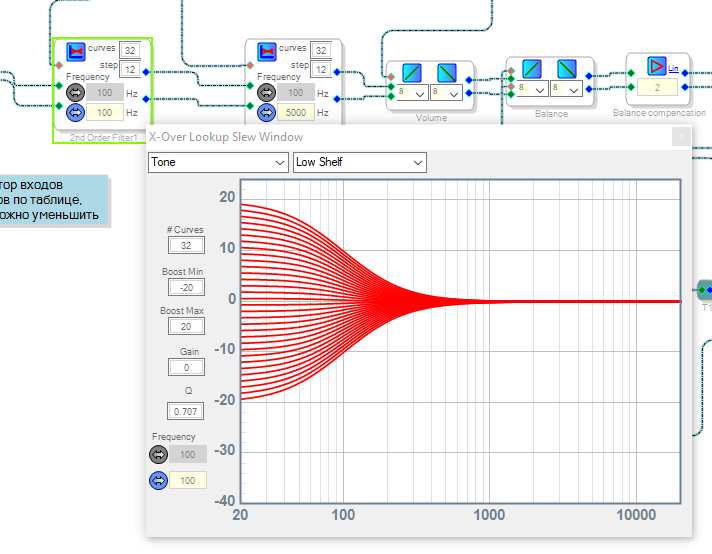 curves 32
step 12
Frequency
100 Hz
100 Hz
2nd Order Filter1
curves 32
step 12
Frequency
100 Hz
5000 Hz
8 8
Volume
8 8
Balance
Lin
2
Balance compencation
X-Over Lookup Slew Window
x
Tone
Low Shelf
тор входов
ов по таблице,
ожно уменьшить
# Curves
32
Boost Min
-20
Boost Max
20
Gain
0
Q
0.707
Frequency
100
100
20
10
0
-10
-20
-30
-40
20 100 1000 10000
T1